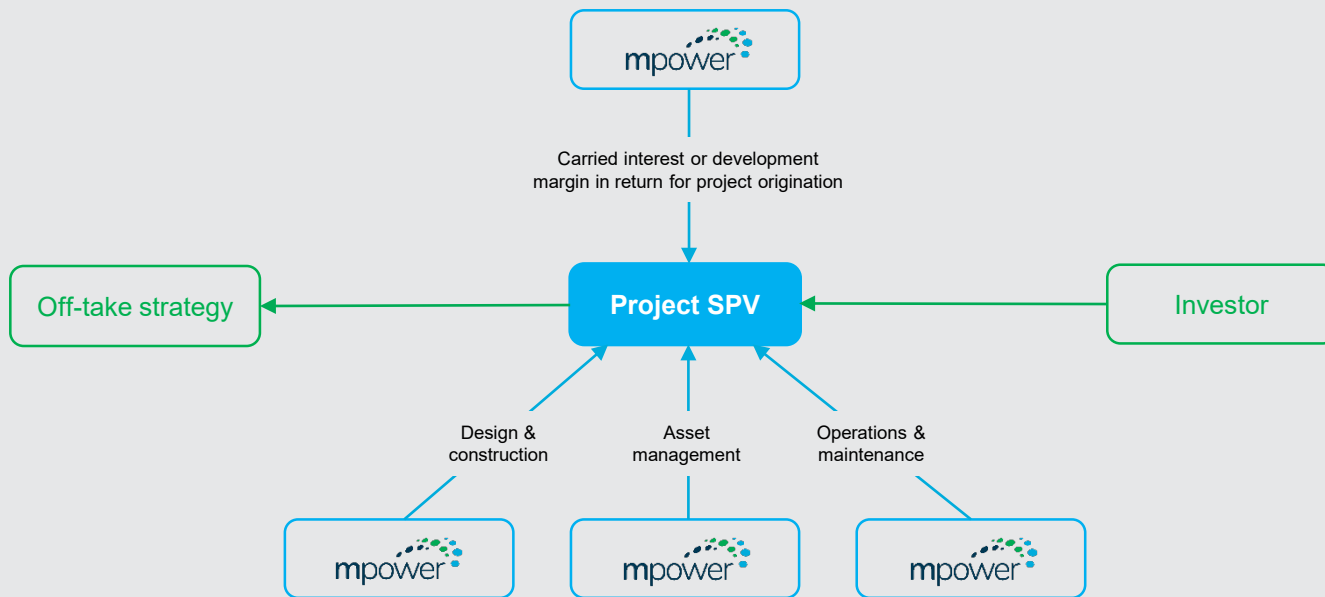 mpower
Carried interest or development
margin in return for project origination
Off-take strategy
Project SPV
Investor
Design &
construction
Asset
management
Operations &
maintenance
mpower
mpower
mpower